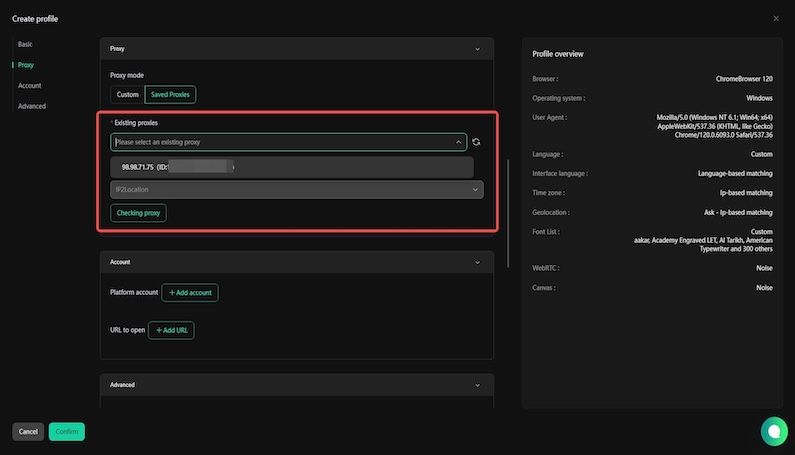 Create profile
Basic
Proxy
Account
Advanced
Proxy
Proxy mode
Custom
Saved Proxies
* Existing proxies
Please select an existing proxy
98.98.71.75 (ID:
IP2Location
Checking proxy
Account
Platform account
+ Add account
URL to open
+ Add URL
Advanced
Cancel
Confirm
Profile overview
Browser :
ChromeBrowser 120
Operating system :
Windows
User Agent :
Mozilla/5.0 (Windows NT 6.1; Win64; x64)
AppleWebKit/537.36 (KHTML, like Gecko)
Chrome/120.0.6093.0 Safari/537.36
Language :
Custom
Interface language :
Language-based matching
Time zone :
Ip-based matching
Geolocation :
Ask - Ip-based matching
Font List :
Custom
aakar, Academy Engraved LET, Al Tarikh, American
Typewriter and 300 others
WebRTC :
Noise
Canvas :
Noise